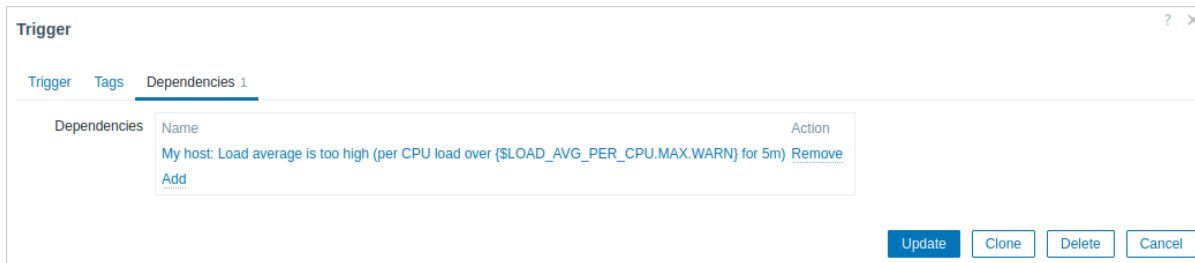 Trigger
? ×
Trigger Tags Dependencies 1
Dependencies Name Action
My host: Load average is too high (per CPU load over {$LOAD_AVG_PER_CPU.MAX.WARN} for 5m) Remove
Add
Update Clone Delete Cancel